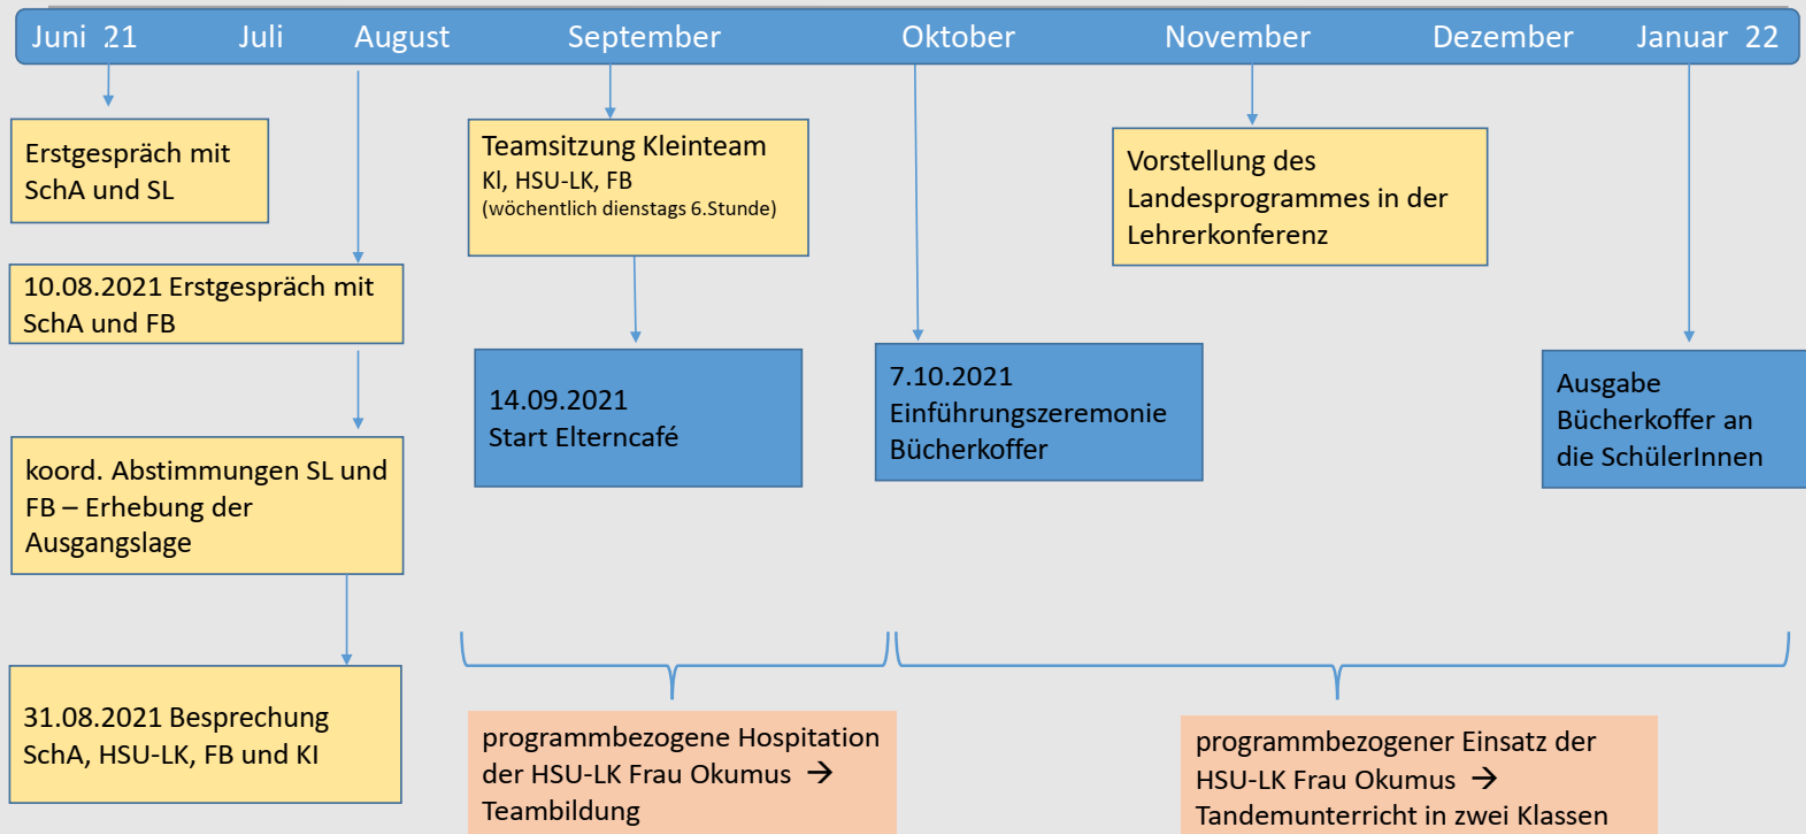 Juni 21 Juli August September Oktober November Dezember Januar 22
Erstgespräch mit
SchA und SL
10.08.2021 Erstgespräch mit
SchA und FB
koord. Abstimmungen SL und
FB – Erhebung der
Ausgangslage
31.08.2021 Besprechung
SchA, HSU-LK, FB und KI
Teamsitzung Kleinteam
Kl, HSU-LK, FB
(wöchentlich dienstags 6.Stunde)
14.09.2021
Start Elterncafé
7.10.2021
Einführungszeremonie
Bücherkoffer
Vorstellung des
Landesprogrammes in der
Lehrerkonferenz
Ausgabe
Bücherkoffer an
die SchülerInnen
programmbezogene Hospitation
der HSU-LK Frau Okumus →
Teambildung
programmbezogener Einsatz der
HSU-LK Frau Okumus →
Tandemunterricht in zwei Klassen